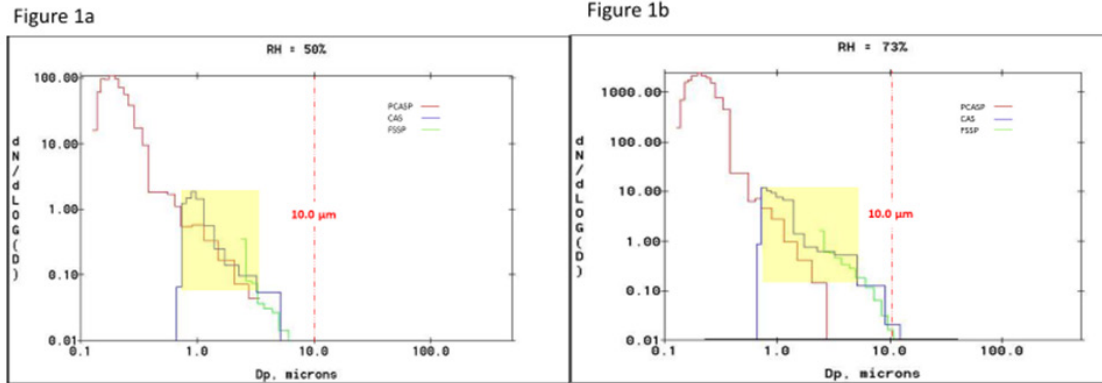 Figure 1a
RH = 50%
100.00
10.00
1.00
0.10
0.01
dN/dLOG(D)
PCASP
CAS
FSSP
10.0 µm
0.1 1.0 10.0 100.0
Dp, microns
Figure 1b
RH = 73%
1000.00
100.00
10.00
1.00
0.10
0.01
dN/dLOG(D)
PCASP
CAS
FSSP
10.0 µm
0.1 1.0 10.0 100.0
Dp, microns